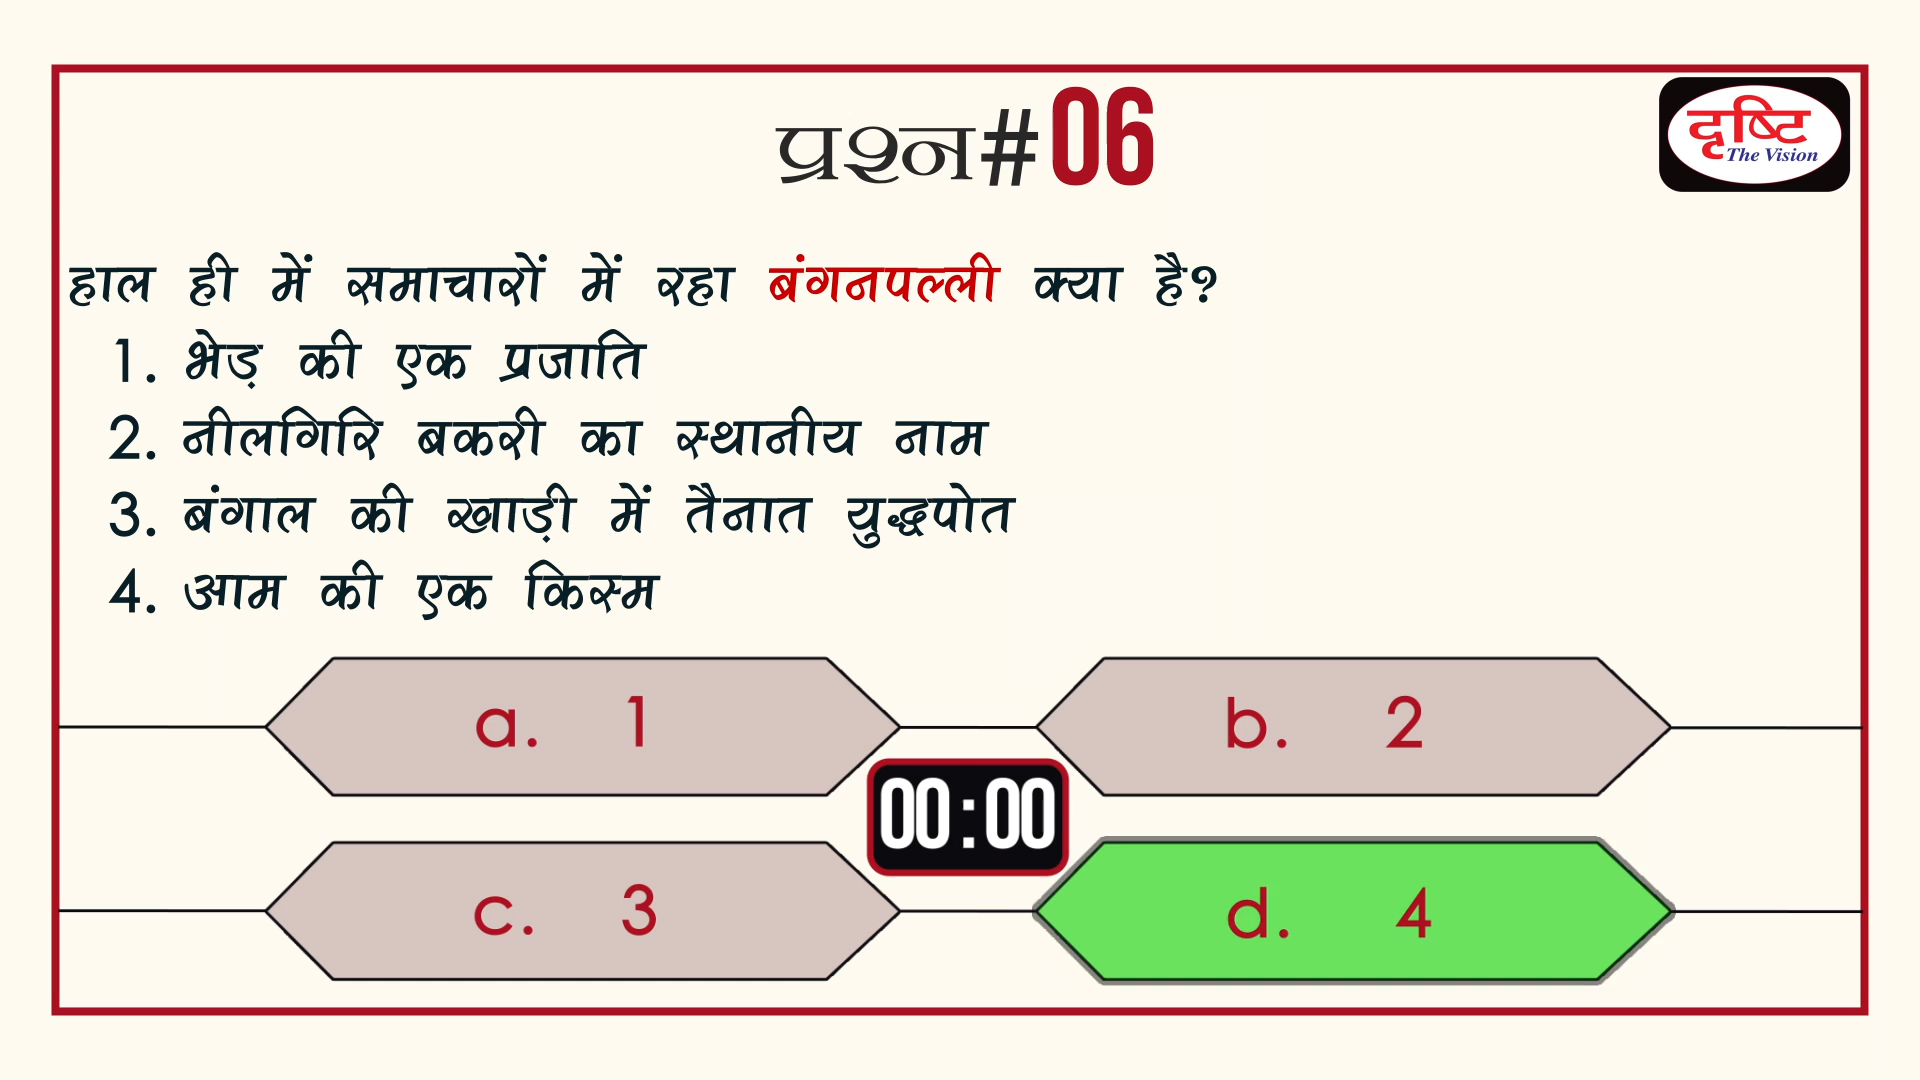 प्रश्न#06
दृष्टि
The Vision
हाल ही में समाचारों में रहा बंगनपल्ली क्या है?
1. भेड़ की एक प्रजाति
2. नीलगिरि बकरी का स्थानीय नाम
3. बंगाल की खाड़ी में तैनात युद्धपोत
4. आम की एक किस्म
a. 1
b. 2
00:00
c. 3
d. 4